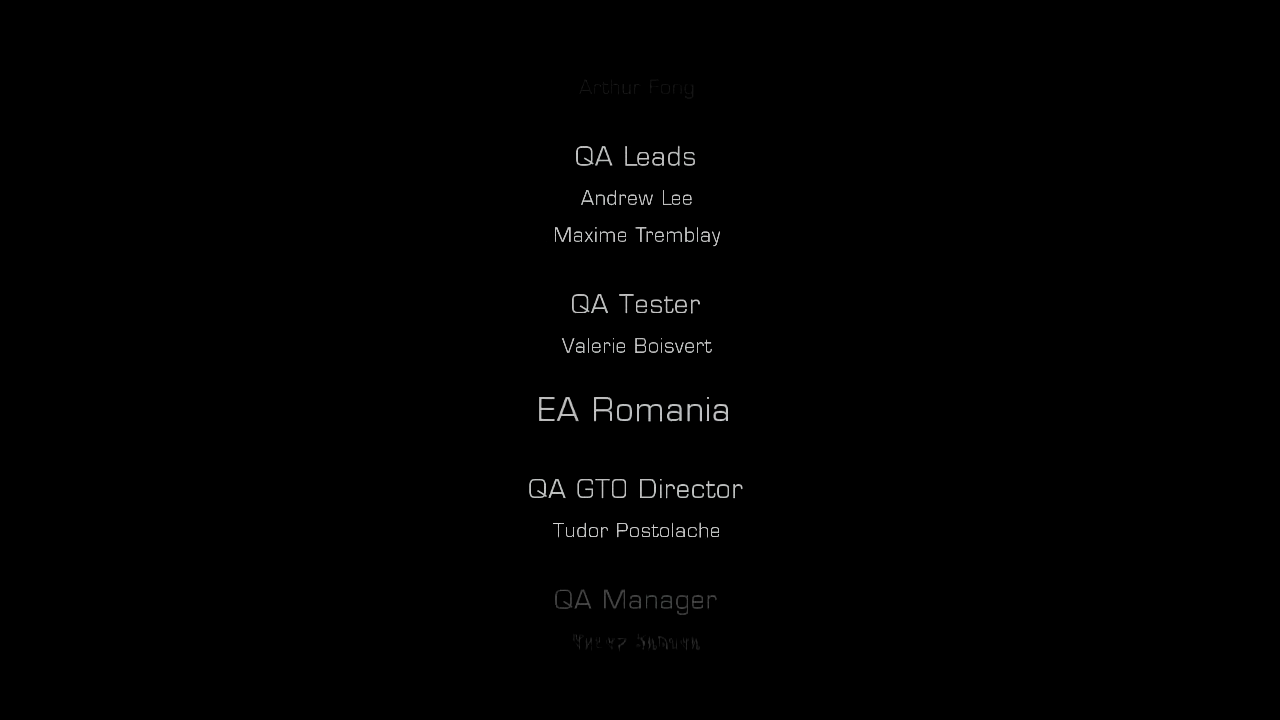 Arthur Fong
QA Leads
Andrew Lee
Maxime Tremblay
QA Tester
Valerie Boisvert
EA Romania
QA GTO Director
Tudor Postolache
QA Manager